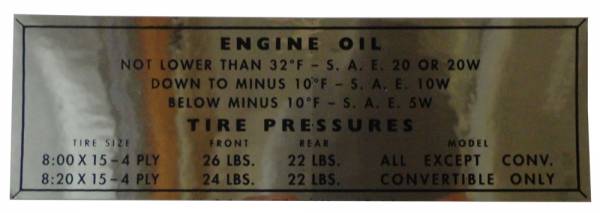 ENGINE OIL
NOT LOWER THAN 32°F – S. A. E. 20 OR 20W
DOWN TO MINUS 10°F – S. A. E. 10W
BELOW MINUS 10°F – S. A. E. 5W
TIRE PRESSURES
TIRE SIZE FRONT REAR MODEL
8:00 X 15 – 4 PLY 26 LBS. 22 LBS. ALL EXCEPT CONV.
8:20 X 15 – 4 PLY 24 LBS. 22 LBS. CONVERTIBLE ONLY